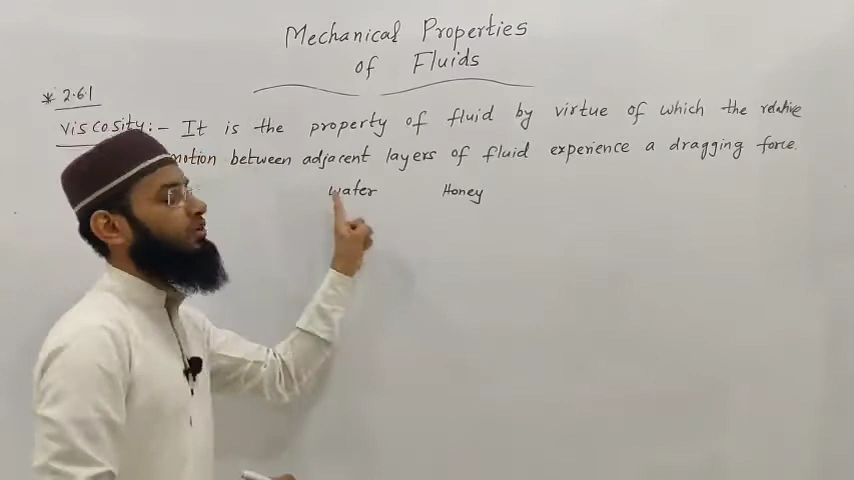 Mechanical Properties
of Fluids
* 2.6.1
Viscosity:- It is the property of fluid by virtue of which the relative
motion between adjacent layers of fluid experience a dragging force.
water Honey